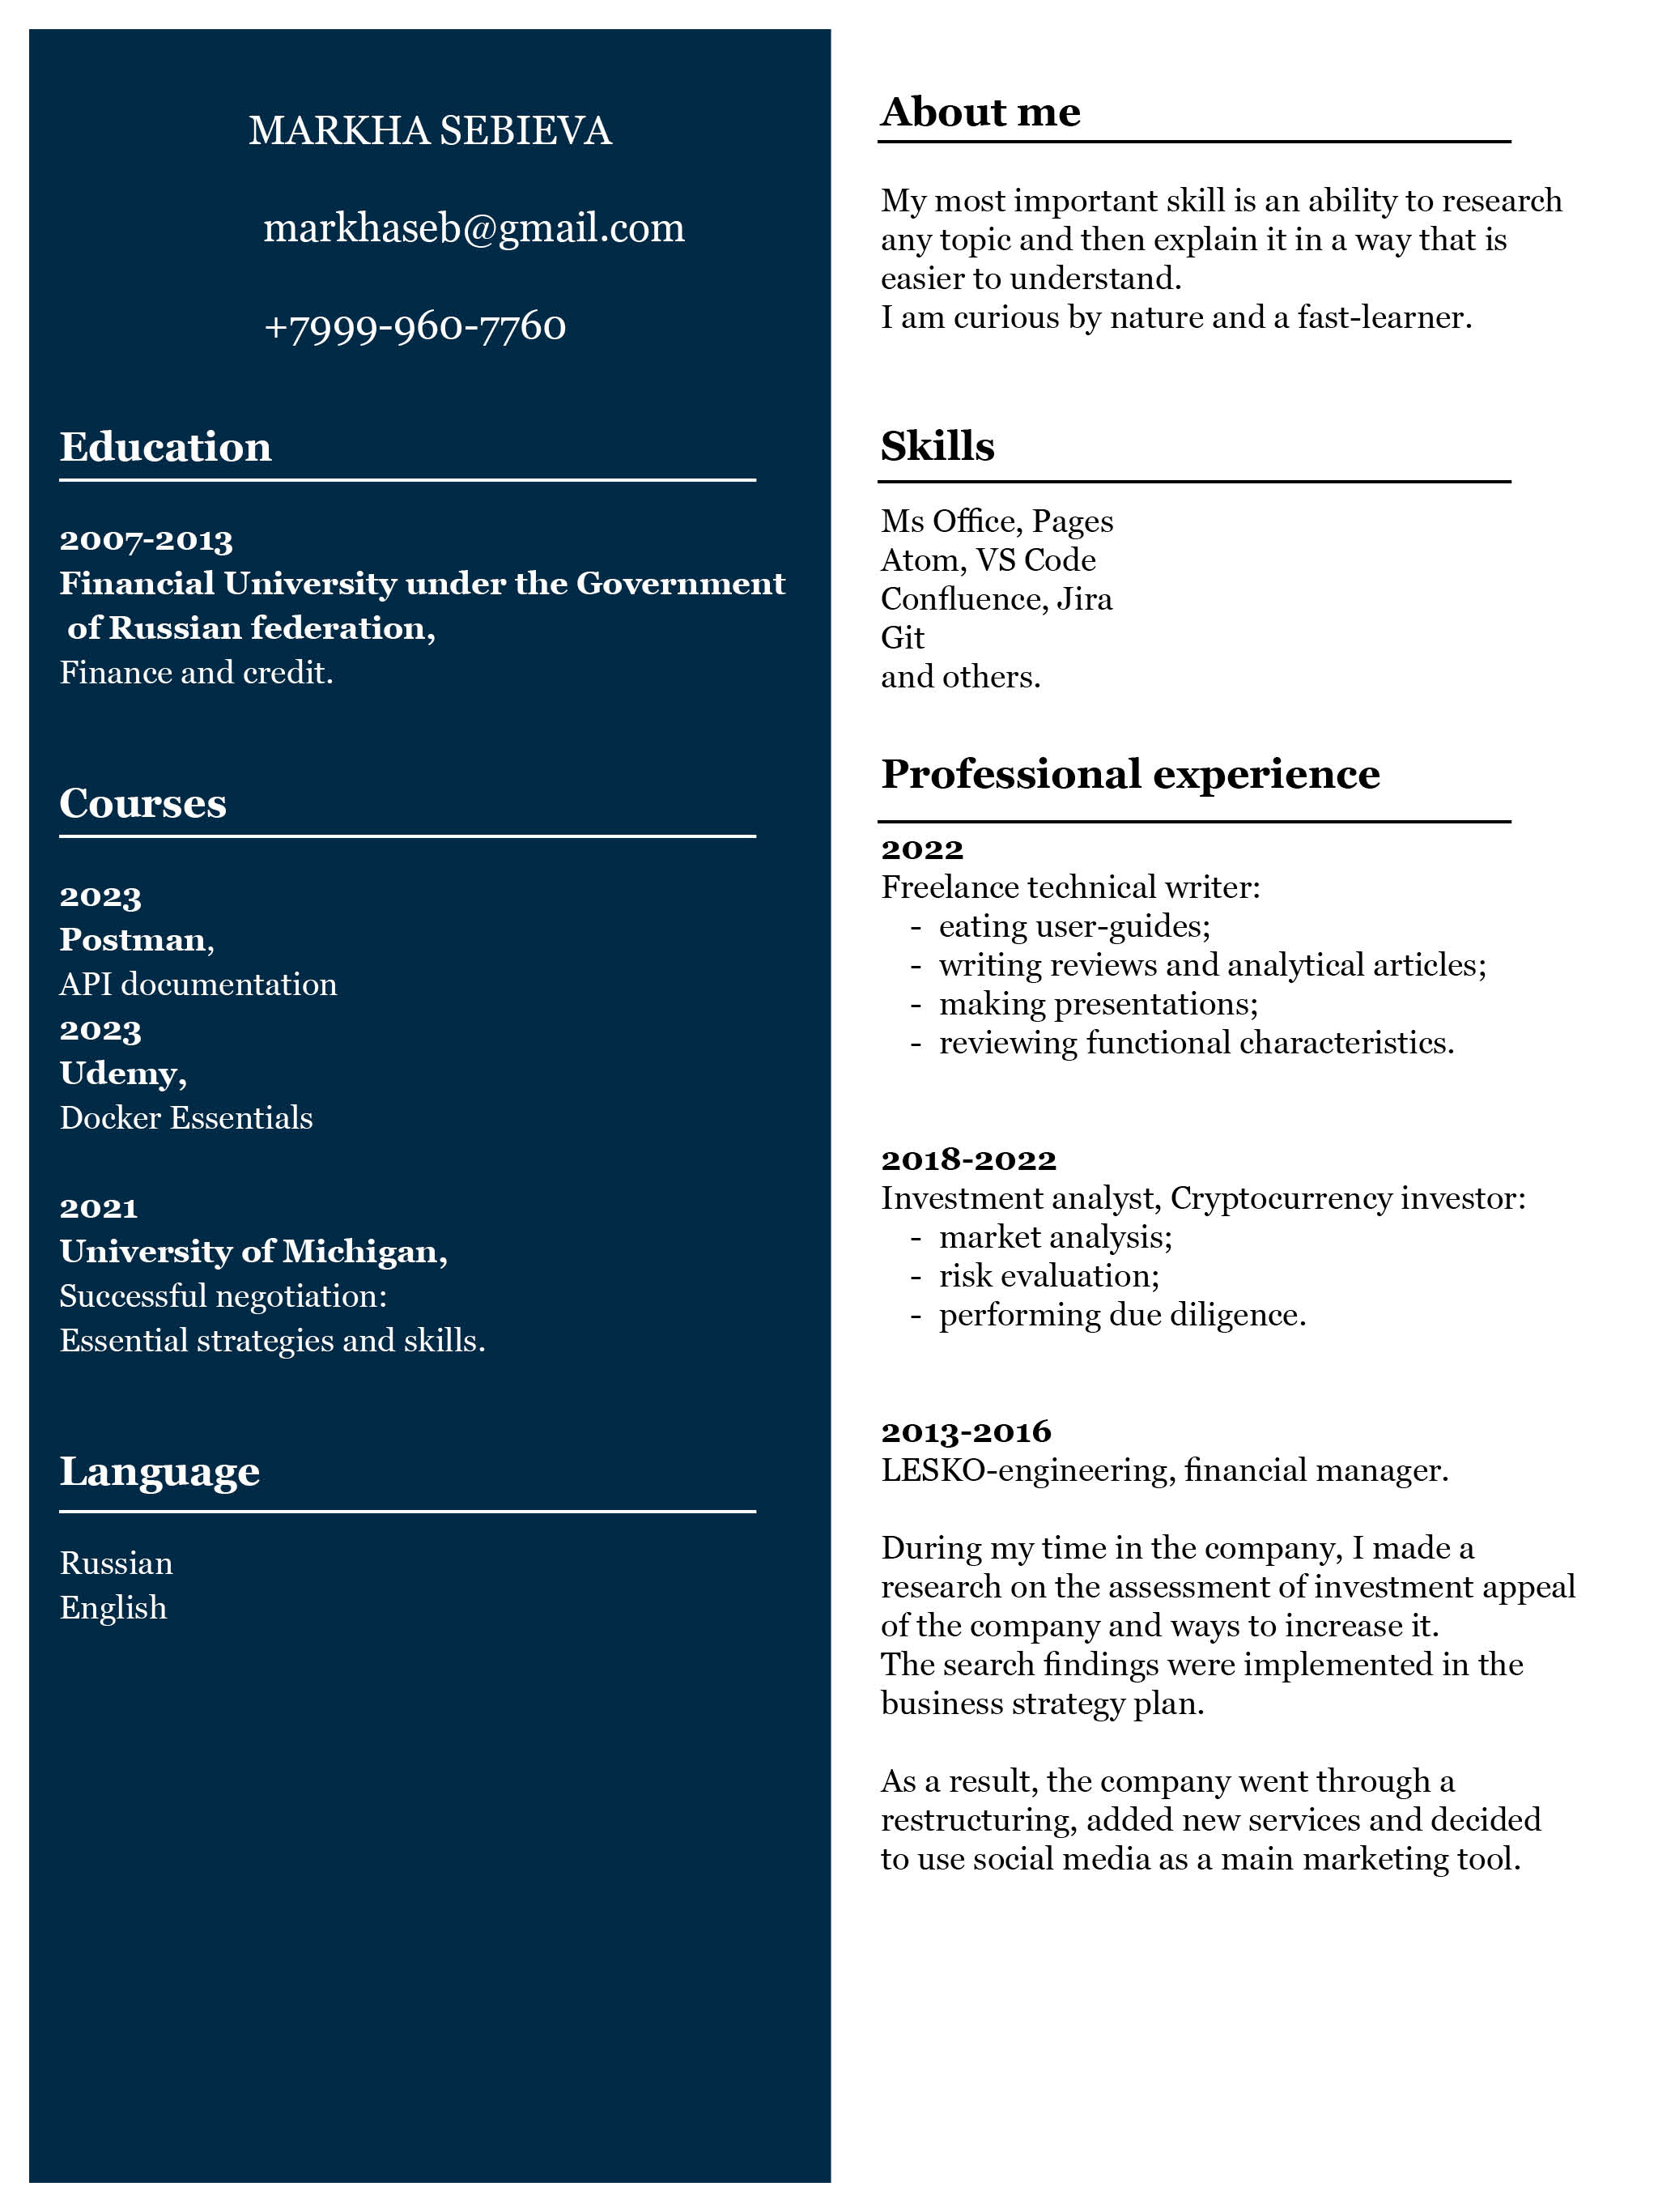 MARKHA SEBIEVA
markhaseb@gmail.com
+7999-960-7760
Education
2007-2013
Financial University under the Government
of Russian federation,
Finance and credit.
Courses
2023
Postman,
API documentation
2023
Udemy,
Docker Essentials
2021
University of Michigan,
Successful negotiation:
Essential strategies and skills.
Language
Russian
English
About me
My most important skill is an ability to research
any topic and then explain it in a way that is
easier to understand.
I am curious by nature and a fast-learner.
Skills
Ms Office, Pages
Atom, VS Code
Confluence, Jira
Git
and others.
Professional experience
2022
Freelance technical writer:
- eating user-guides;
- writing reviews and analytical articles;
- making presentations;
- reviewing functional characteristics.
2018-2022
Investment analyst, Cryptocurrency investor:
- market analysis;
- risk evaluation;
- performing due diligence.
2013-2016
LESKO-engineering, financial manager.
During my time in the company, I made a
research on the assessment of investment appeal
of the company and ways to increase it.
The search findings were implemented in the
business strategy plan.
As a result, the company went through a
restructuring, added new services and decided
to use social media as a main marketing tool.